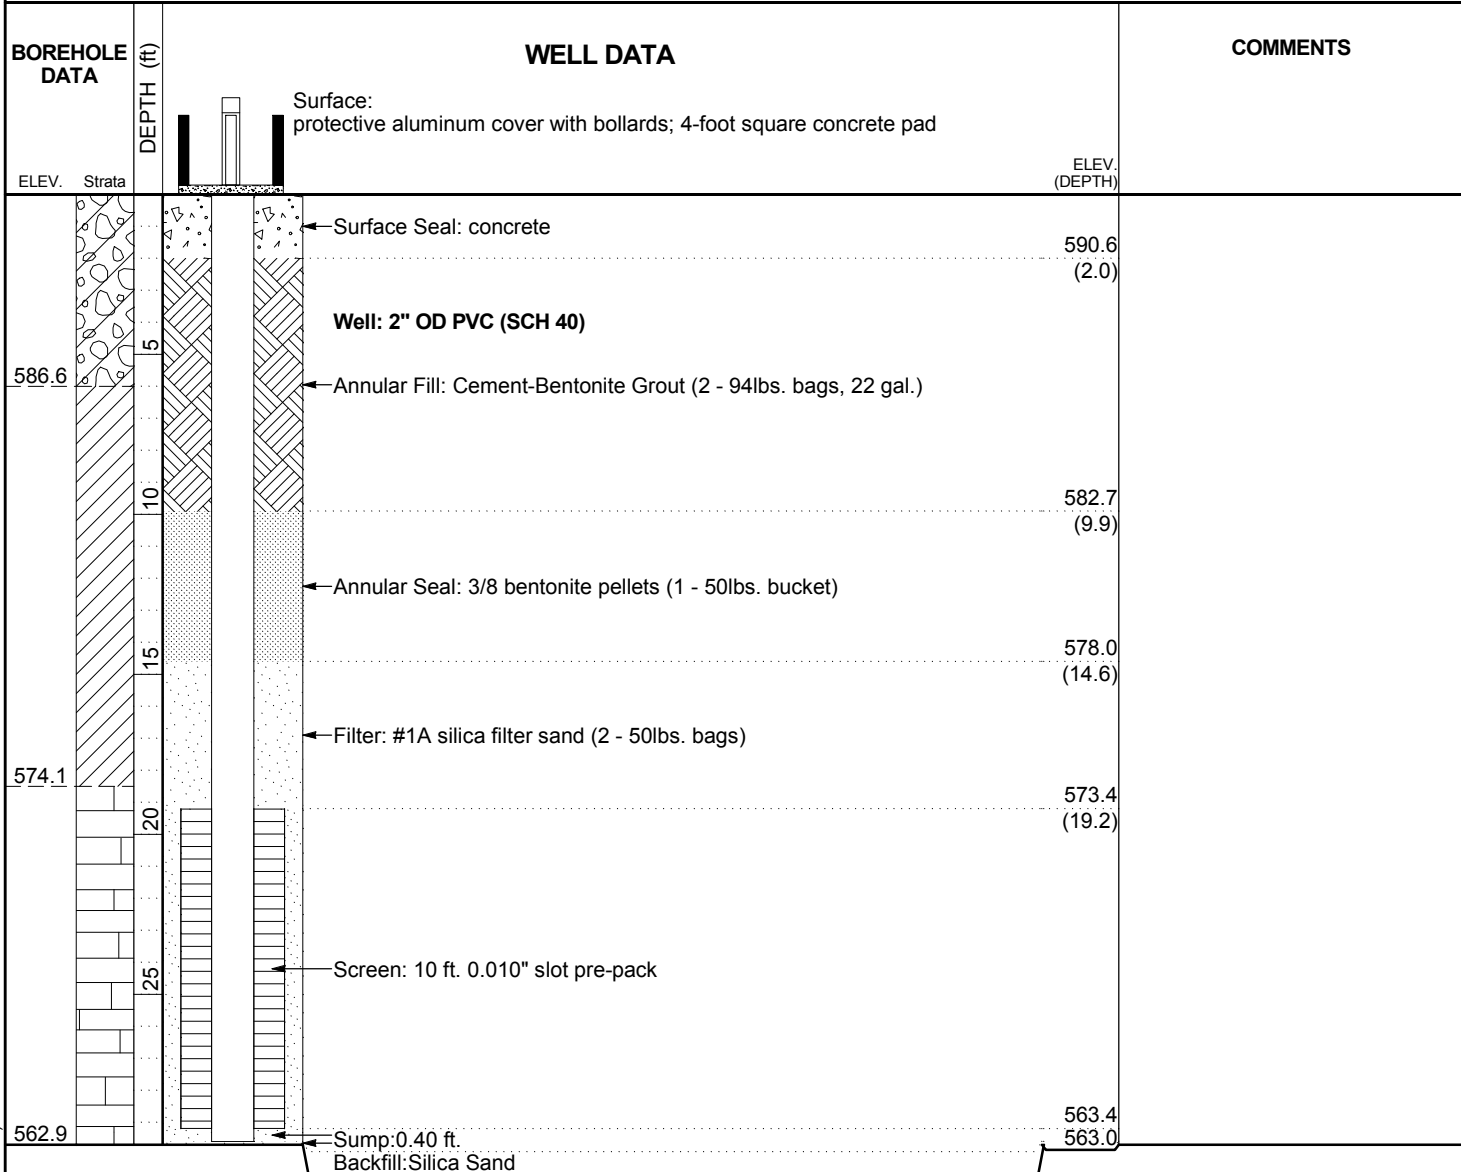 BOREHOLE
DATA
DEPTH (ft)
WELL DATA
COMMENTS
Surface:
protective aluminum cover with bollards; 4-foot square concrete pad
ELEV. Strata
ELEV.
(DEPTH)
Surface Seal: concrete
590.6
(2.0)
Well: 2" OD PVC (SCH 40)
5
586.6
Annular Fill: Cement-Bentonite Grout (2 - 94lbs. bags, 22 gal.)
10
582.7
(9.9)
Annular Seal: 3/8 bentonite pellets (1 - 50lbs. bucket)
15
578.0
(14.6)
Filter: #1A silica filter sand (2 - 50lbs. bags)
574.1
573.4
20
(19.2)
Screen: 10 ft. 0.010" slot pre-pack
25
563.4
562.9
Sump:0.40 ft.
563.0
Backfill:Silica Sand